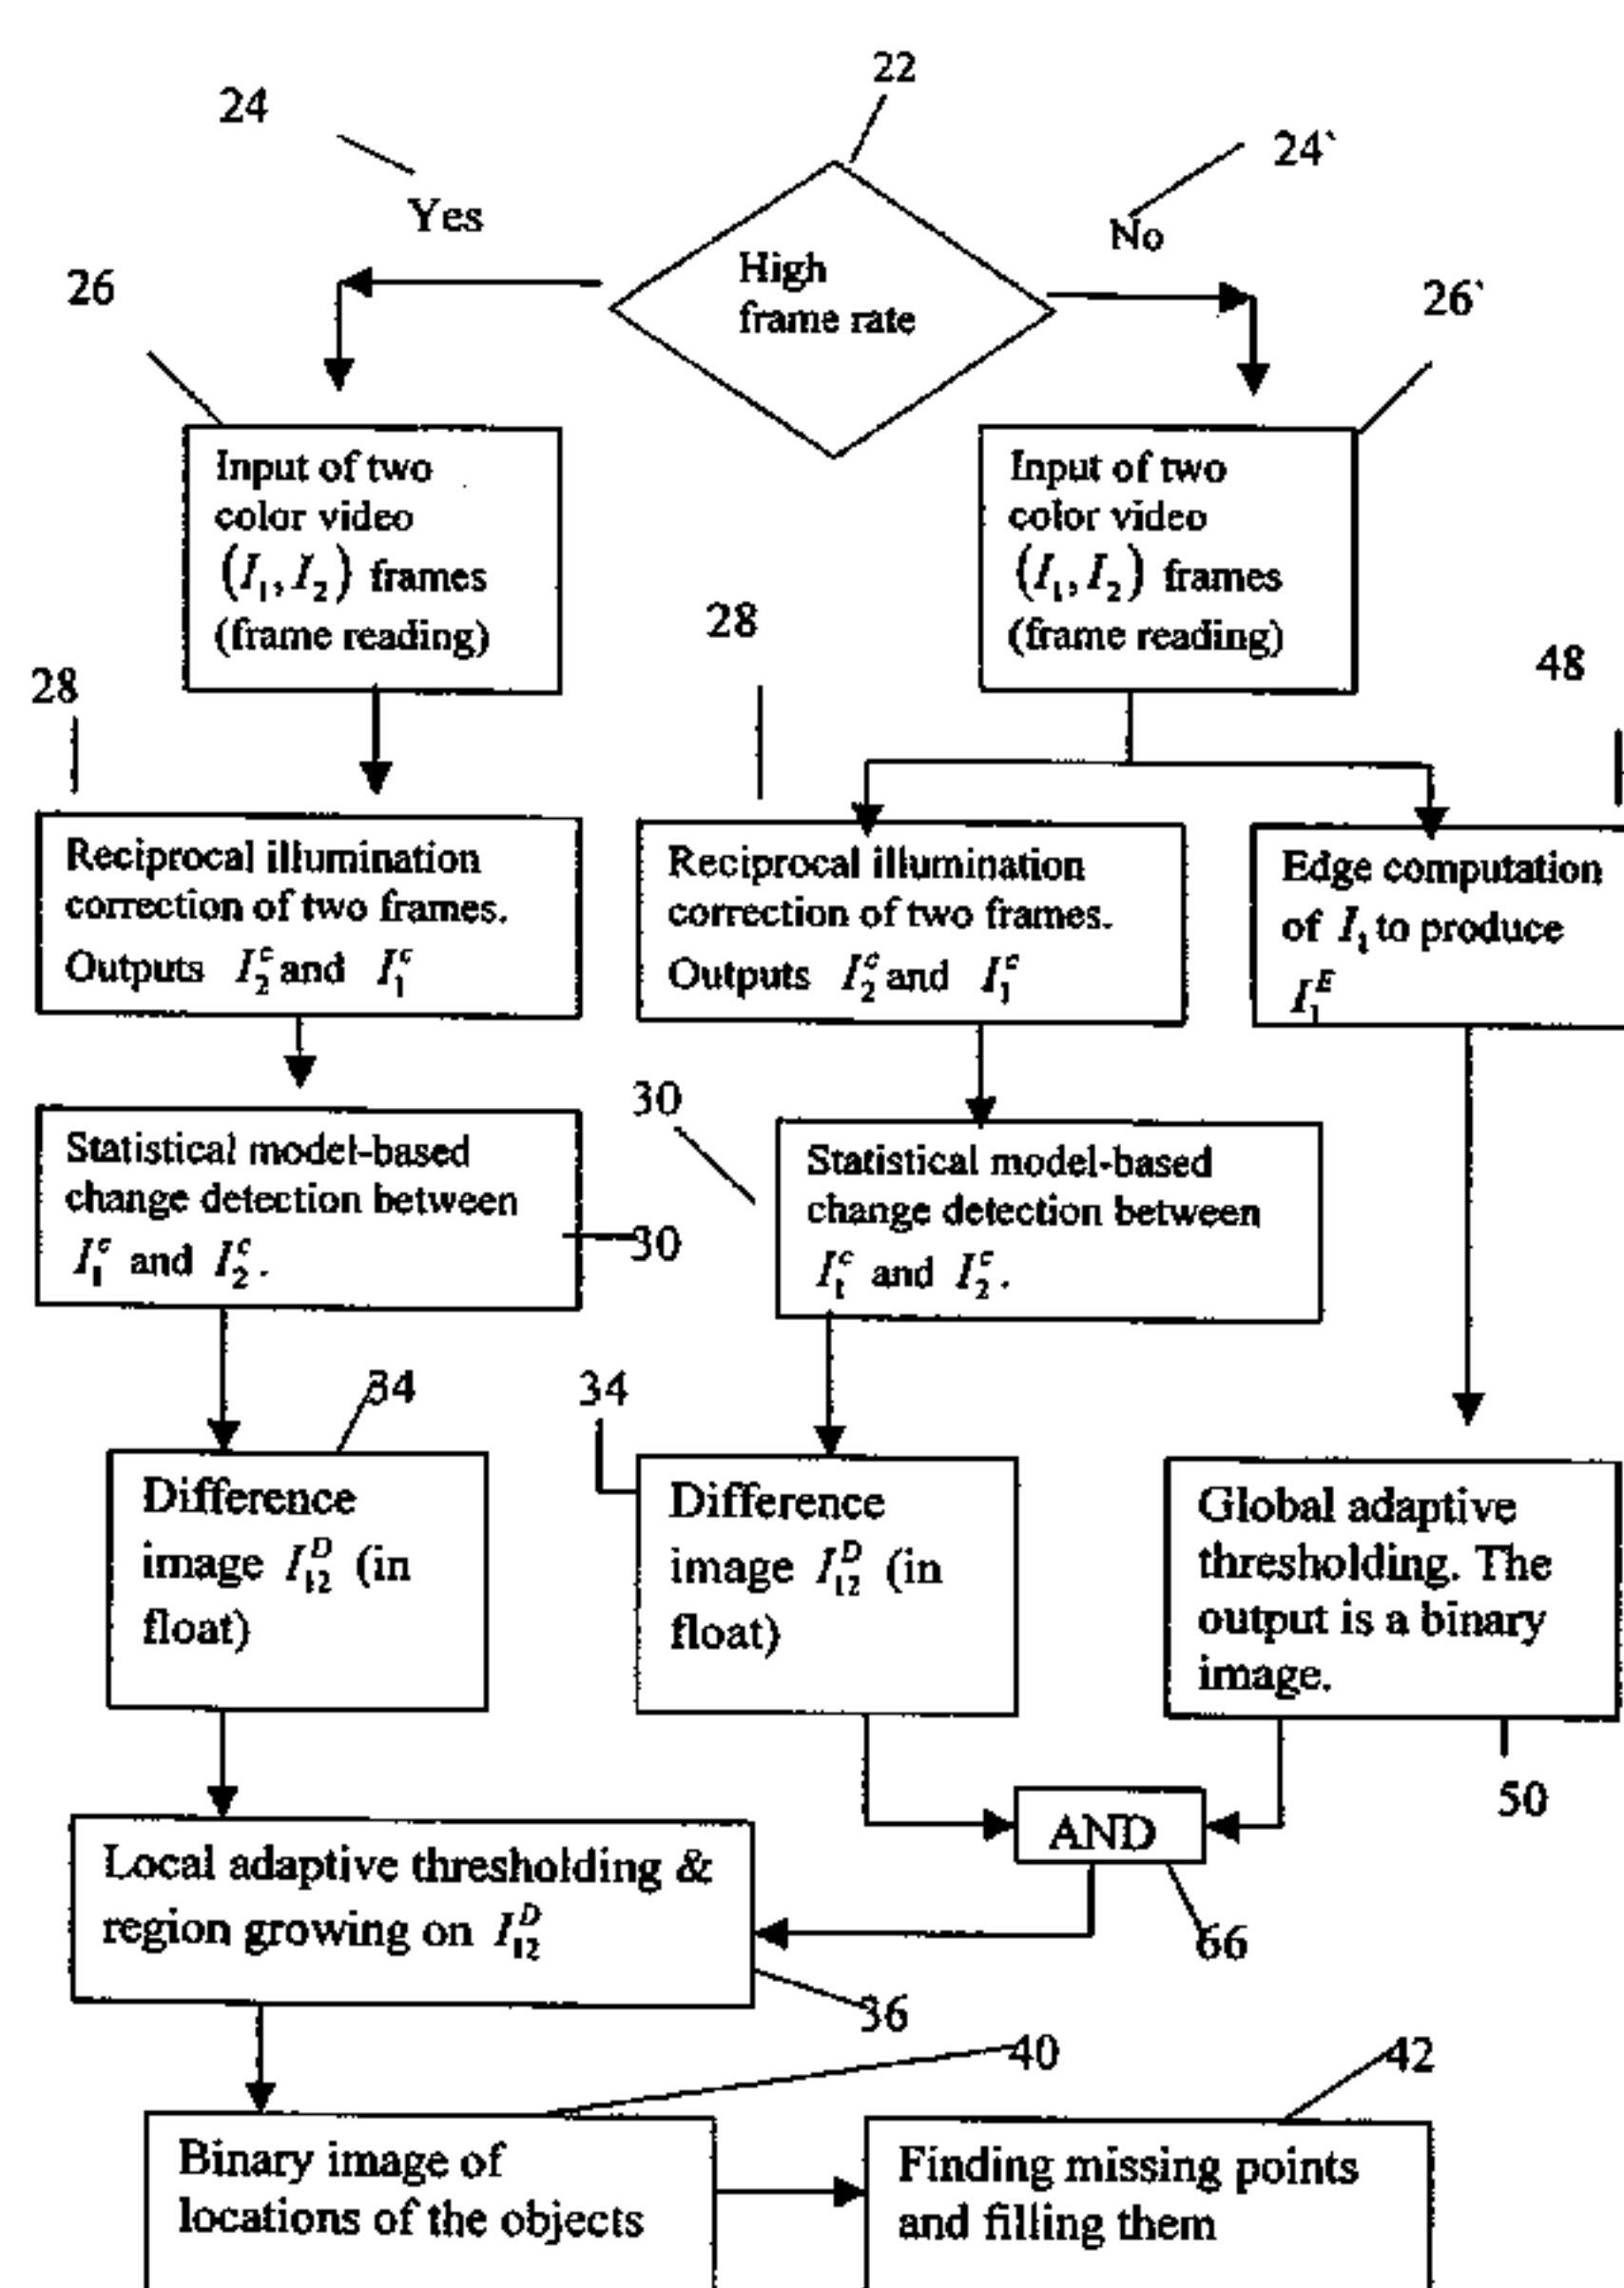 22
24
24`
Yes
No
High
frame rate
26
26`
Input of two
color video
(I₁, I₂) frames
(frame reading)
Input of two
color video
(I₁, I₂) frames
(frame reading)
28
28
48
Reciprocal illumination
correction of two frames.
Outputs I₂ᶜ and I₁ᶜ
Reciprocal illumination
correction of two frames.
Outputs I₂ᶜ and I₁ᶜ
Edge computation
of I₁ to produce
I₁ᴱ
30
Statistical model-based
change detection between
I₁ᶜ and I₂ᶜ.
30
Statistical model-based
change detection between
I₁ᶜ and I₂ᶜ.
34
34
Difference
image I₁₂ᴰ (in
float)
Difference
image I₁₂ᴰ (in
float)
Global adaptive
thresholding. The
output is a binary
image.
50
AND
66
Local adaptive thresholding &
region growing on I₁₂ᴰ
36
40
42
Binary image of
locations of the objects
Finding missing points
and filling them